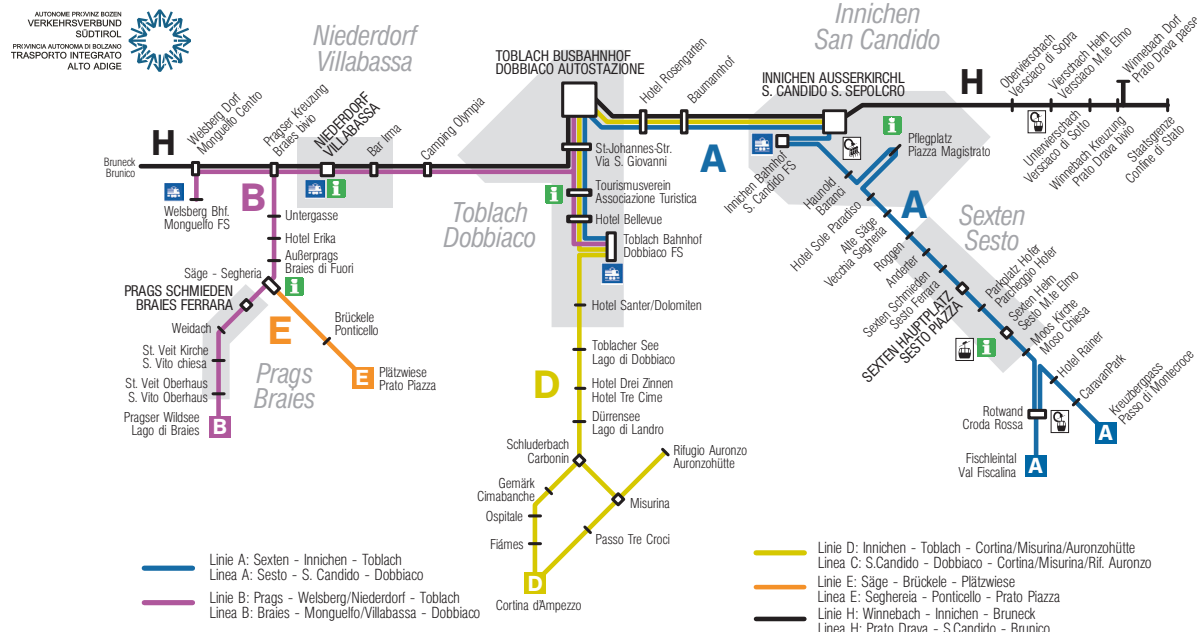 AUTONOME PROVINZ BOZEN
VERKEHRSVERBUND
SÜDTIROL
PROVINCIA AUTONOMA DI BOLZANO
TRASPORTO INTEGRATO
ALTO ADIGE
Niederdorf
Villabassa
TOBLACH BUSBAHNHOF
DOBBIACO AUTOSTAZIONE
Innichen
San Candido
INNICHEN AUSSERKIRCHL
S. CANDIDO S. SEPOLCRO
H
Bruneck
Brunico
Welsberg Dorf
Monguelfo Centro
Pragser Kreuzung
Braies bivio
NIEDERDORF
VILLABASSA
Bar Irma
Camping Olympia
Hotel Rosengarten
Baumannhof
H
Obervierschach
Versciaco di Sopra
Vierschach Helm
Versciaco M.te Elmo
Winnebach Dorf
Prato Drava paese
Untervierschach
Versciaco di Sotto
Winnebach Kreuzung
Prato Drava bivio
Staatsgrenze
Confine di Stato
Welsberg Bhf.
Monguelfo FS
B
Untergasse
Hotel Erika
Außerprags
Braies di Fuori
Säge - Segheria
PRAGS SCHMIEDEN
BRAIES FERRARA
Weidach
St. Veit Kirche
S. Vito chiesa
St. Veit Oberhaus
S. Vito Oberhaus
Pragser Wildsee
Lago di Braies
B
Prags
Braies
E
Brückele
Ponticello
E
Plätzwiese
Prato Piazza
Toblach
Dobbiaco
St-Johannes-Str.
Via S. Giovanni
Tourismusverein
Associazione Turistica
Hotel Bellevue
Toblach Bahnhof
Dobbiaco FS
Hotel Santer/Dolomiten
Toblacher See
Lago di Dobbiaco
D
Hotel Drei Zinnen
Hotel Tre Cime
Dürrensee
Lago di Landro
Schluderbach
Carbonin
Rifugio Auronzo
Auronzohütte
Gemärk
Cimabanche
Misurina
Ospitale
Passo Tre Croci
Fiámes
D
Cortina d'Ampezzo
A
Innichen Bahnhof
S. Candido FS
Pflegplatz
Piazza Magistrato
Haunold
Baranci
A
Hotel Sole Paradiso
Alte Säge
Vecchia Segheria
Roggen
Anderter
Sexten
Sesto
Sexten Schmieden
Sesto Ferrara
SEXTEN HAUPTPLATZ
SESTO PIAZZA
Parkplatz Hofer
Parcheggio Hofer
Sexten Helm
Sesto M.te Elmo
Moos Kirche
Moso Chiesa
Hotel Rainer
CaravanPark
Kreuzbergpass
Passo di Montecroce
A
Rotwand
Croda Rossa
Fischleintal
Val Fiscalina
A
Linie A: Sexten - Innichen - Toblach
Linea A: Sesto - S. Candido - Dobbiaco
Linie B: Prags - Welsberg/Niederdorf - Toblach
Linea B: Braies - Monguelfo/Villabassa - Dobbiaco
Linie D: Innichen - Toblach - Cortina/Misurina/Auronzohütte
Linea C: S.Candido - Dobbiaco - Cortina/Misurina/Rif. Auronzo
Linie E: Säge - Brückele - Plätzwiese
Linea E: Seghereia - Ponticello - Prato Piazza
Linie H: Winnebach - Innichen - Bruneck
Linea H: Prato Drava - S.Candido - Brunico